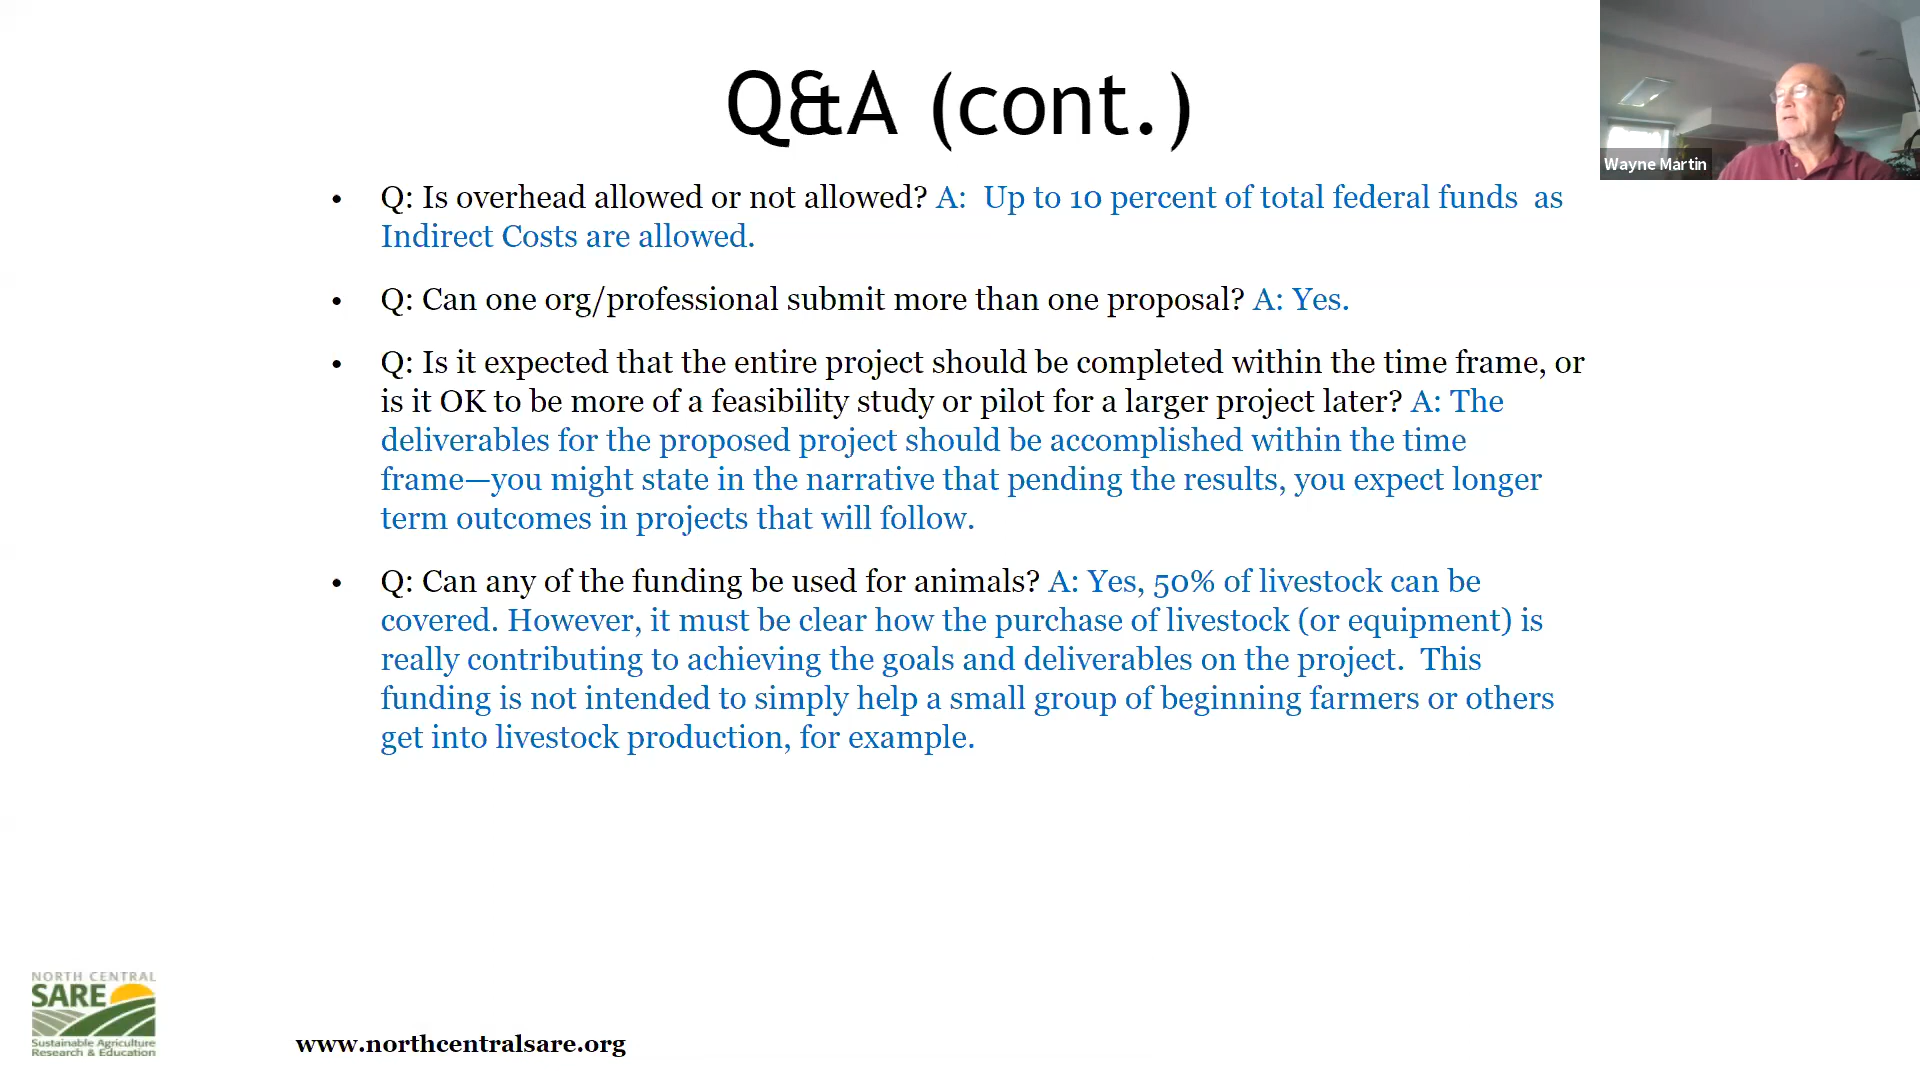 Q&A (cont.)
Wayne Martin
• Q: Is overhead allowed or not allowed? A:  Up to 10 percent of total federal funds  as
Indirect Costs are allowed.
• Q: Can one org/professional submit more than one proposal? A: Yes.
• Q: Is it expected that the entire project should be completed within the time frame, or
is it OK to be more of a feasibility study or pilot for a larger project later? A: The
deliverables for the proposed project should be accomplished within the time
frame—you might state in the narrative that pending the results, you expect longer
term outcomes in projects that will follow.
• Q: Can any of the funding be used for animals? A: Yes, 50% of livestock can be
covered. However, it must be clear how the purchase of livestock (or equipment) is
really contributing to achieving the goals and deliverables on the project.  This
funding is not intended to simply help a small group of beginning farmers or others
get into livestock production, for example.
NORTH CENTRAL
SARE
Sustainable Agriculture
Research & Education
www.northcentralsare.org